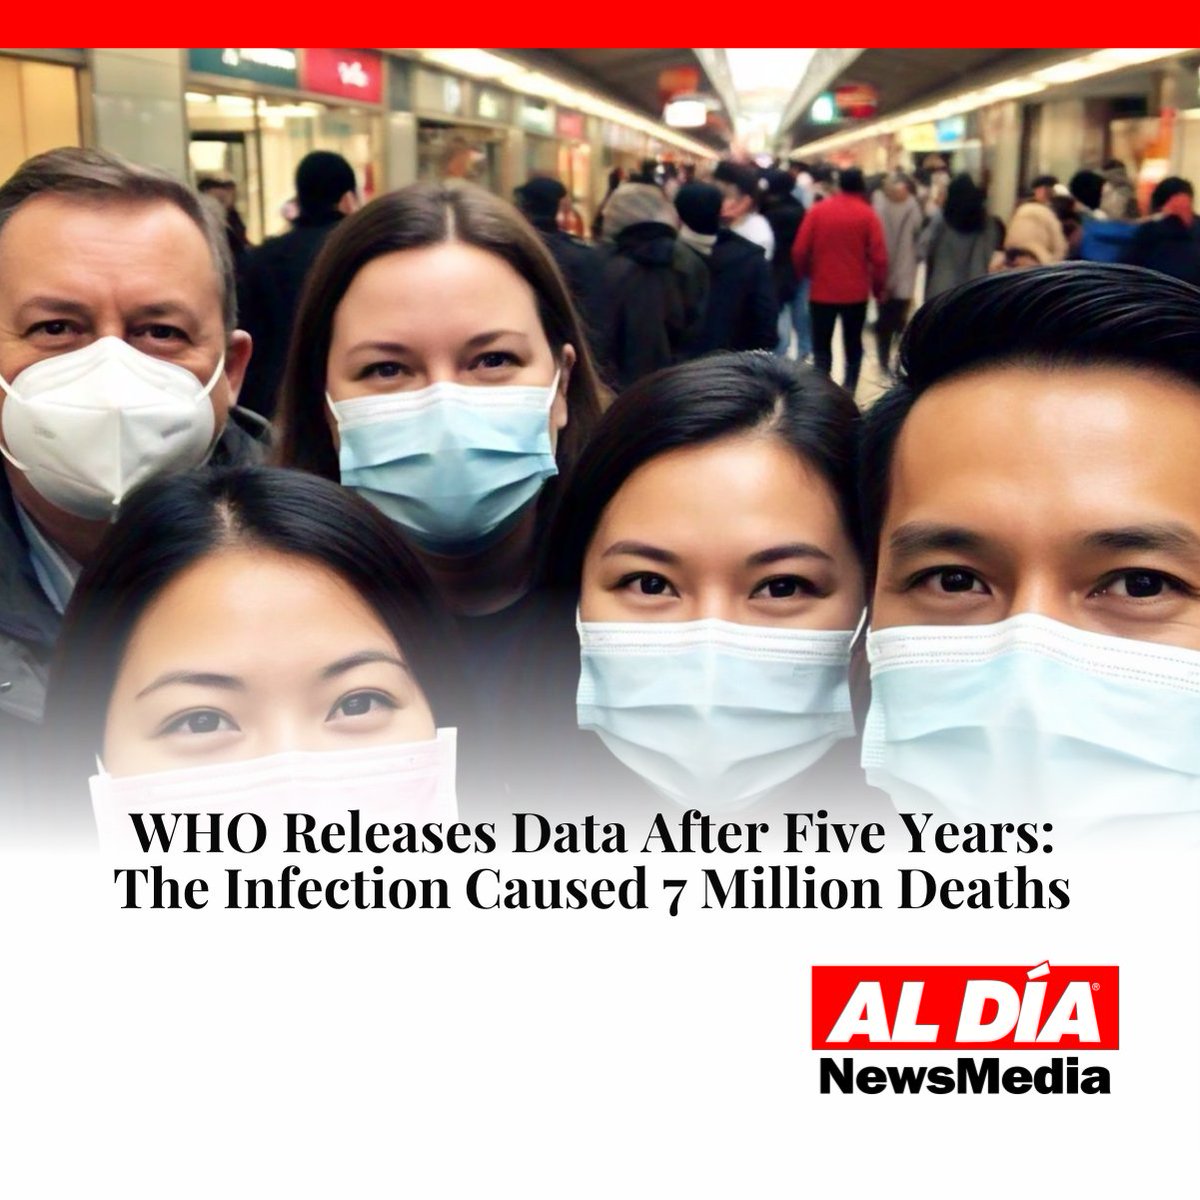 WHO Releases Data After Five Years:
The Infection Caused 7 Million Deaths
AL DÍA®
NewsMedia